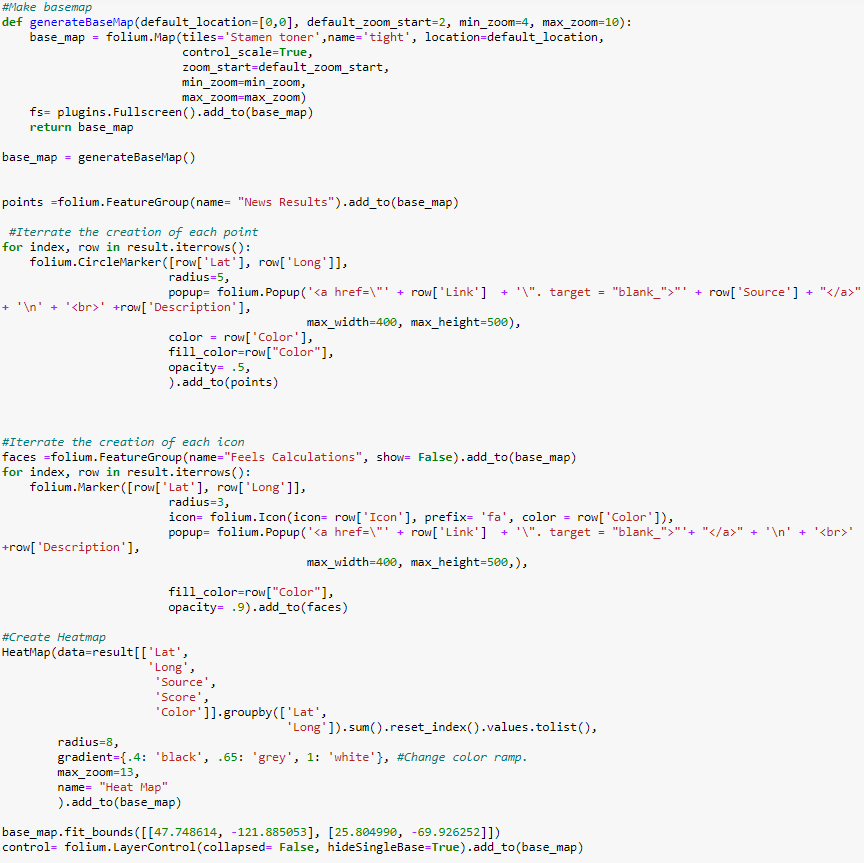 #Make basemap
def generateBaseMap(default_location=[0,0], default_zoom_start=2, min_zoom=4, max_zoom=10):
    base_map = folium.Map(tiles='Stamen toner',name='tight', location=default_location,
                          control_scale=True,
                          zoom_start=default_zoom_start,
                          min_zoom=min_zoom,
                          max_zoom=max_zoom)
    fs= plugins.Fullscreen().add_to(base_map)
    return base_map

base_map = generateBaseMap()


points =folium.FeatureGroup(name= "News Results").add_to(base_map)

 #Iterrate the creation of each point
for index, row in result.iterrows():
    folium.CircleMarker([row['Lat'], row['Long']],
                        radius=5,
                        popup= folium.Popup('<a href=\"' + row['Link']  + '\". target = "blank_">"' + row['Source'] + "</a>"
+ '\n' + '<br>' +row['Description'],
                                            max_width=400, max_height=500),
                        color = row['Color'],
                        fill_color=row["Color"],
                        opacity= .5,
                        ).add_to(points)



#Iterrate the creation of each icon
faces =folium.FeatureGroup(name="Feels Calculations", show= False).add_to(base_map)
for index, row in result.iterrows():
    folium.Marker([row['Lat'], row['Long']],
                        radius=3,
                        icon= folium.Icon(icon= row['Icon'], prefix= 'fa', color = row['Color']),
                        popup= folium.Popup('<a href=\"' + row['Link']  + '\". target = "blank_">"'+ "</a>" + '\n' + '<br>'
+row['Description'],
                                            max_width=400, max_height=500,),

                        fill_color=row["Color"],
                        opacity= .9).add_to(faces)

#Create Heatmap
HeatMap(data=result[['Lat',
                     'Long',
                      'Source',
                      'Score',
                      'Color']].groupby(['Lat',
                                         'Long']).sum().reset_index().values.tolist(),
        radius=8,
        gradient={.4: 'black', .65: 'grey', 1: 'white'}, #Change color ramp.
        max_zoom=13,
        name= "Heat Map"
        ).add_to(base_map)

base_map.fit_bounds([[47.748614, -121.885053], [25.804990, -69.926252]])
control= folium.LayerControl(collapsed= False, hideSingleBase=True).add_to(base_map)